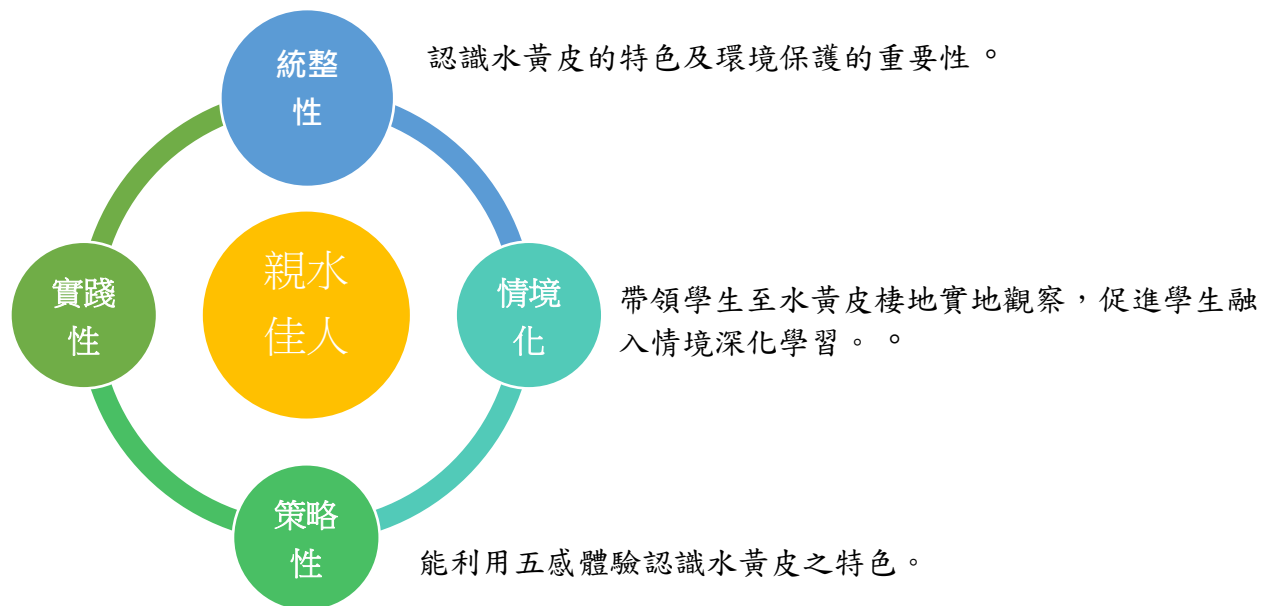 統整
性
認識水黃皮的特色及環境保護的重要性。
實踐
性
親水
佳人
情境
化
帶領學生至水黃皮棲地實地觀察，促進學生融
入情境深化學習。。
策略
性
能利用五感體驗認識水黃皮之特色。